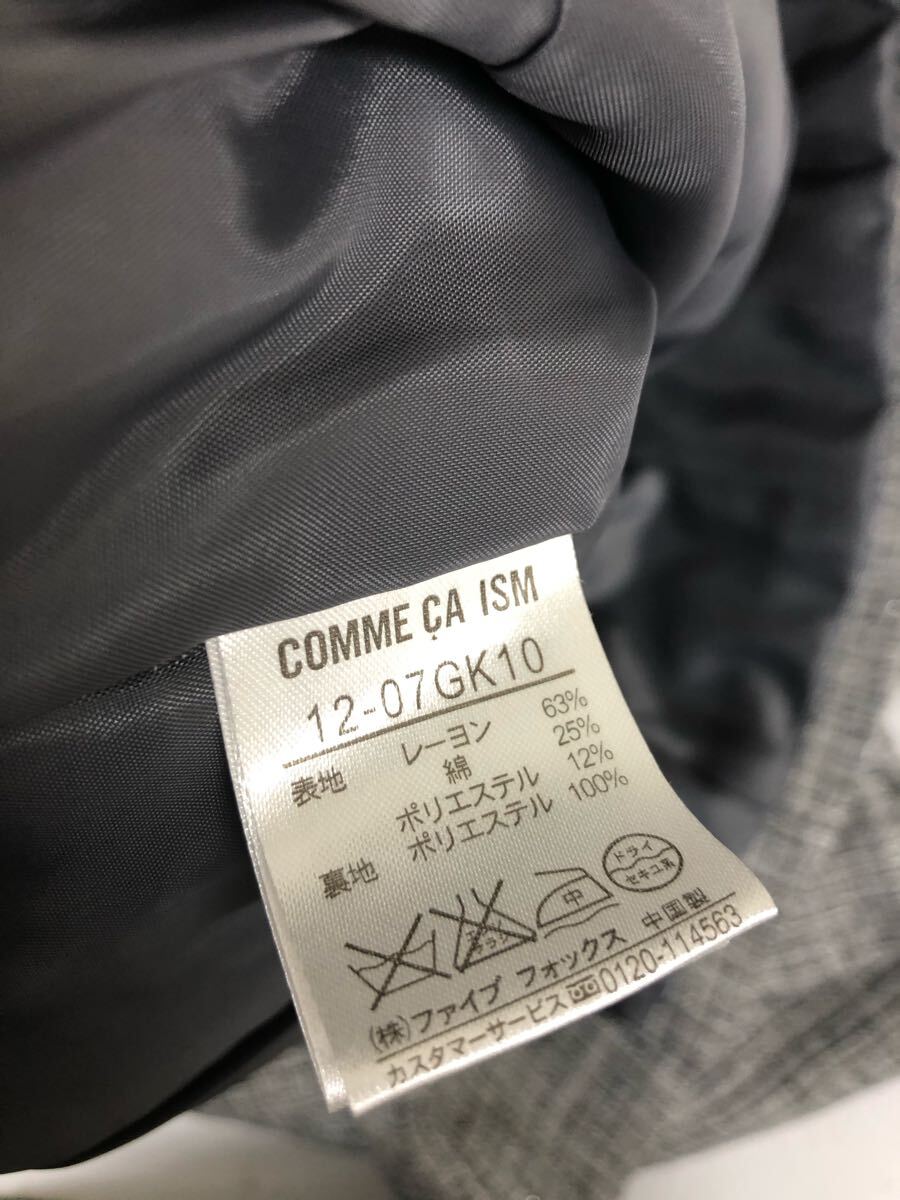 COMME ÇA ISM
12-07GK10
表地 レーヨン 63%
綿 25%
ポリエステル 12%
裏地 ポリエステル 100%
中 ドライ セキユ系
(株)ファイブ フォックス 中国製
カスタマーサービス 0120-114563